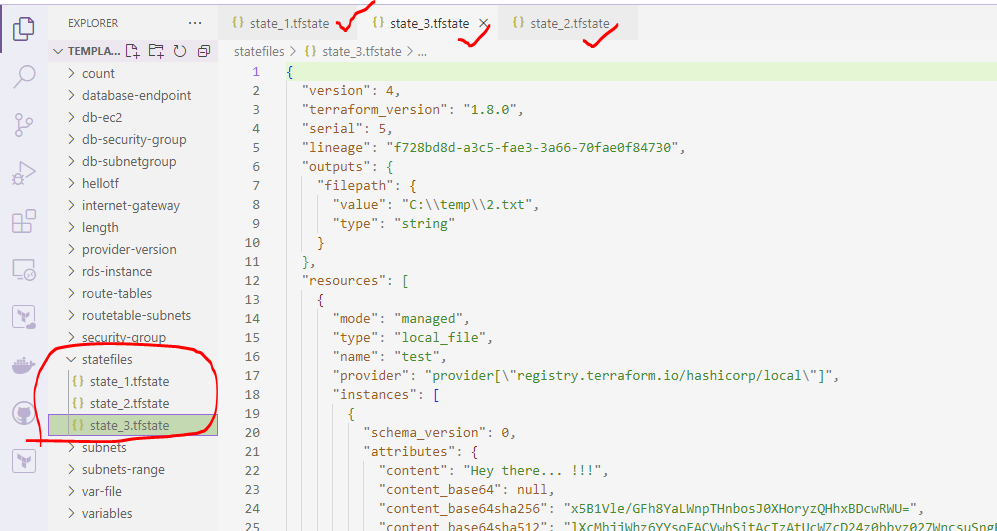 EXPLORER ...
TEMPLA...
count
database-endpoint
db-ec2
db-security-group
db-subnetgroup
hellotf
internet-gateway
length
provider-version
rds-instance
route-tables
routetable-subnets
security-group
statefiles
{} state_1.tfstate
{} state_2.tfstate
{} state_3.tfstate
subnets
subnets-range
var-file
variables
{} state_1.tfstate
{} state_3.tfstate ×
{} state_2.tfstate
statefiles > {} state_3.tfstate > ...
1 {
2 "version": 4,
3 "terraform_version": "1.8.0",
4 "serial": 5,
5 "lineage": "f728bd8d-a3c5-fae3-3a66-70fae0f84730",
6 "outputs": {
7 "filepath": {
8 "value": "C:\\temp\\2.txt",
9 "type": "string"
10 }
11 },
12 "resources": [
13 {
14 "mode": "managed",
15 "type": "local_file",
16 "name": "test",
17 "provider": "provider[\"registry.terraform.io/hashicorp/local\"]",
18 "instances": [
19 {
20 "schema_version": 0,
21 "attributes": {
22 "content": "Hey there... !!!",
23 "content_base64": null,
24 "content_base64sha256": "x5B1Vle/GFh8YaLWnpTHnbosJ0XHoryzQHhxBDcwRWU=",
25 "content_base64sha512":